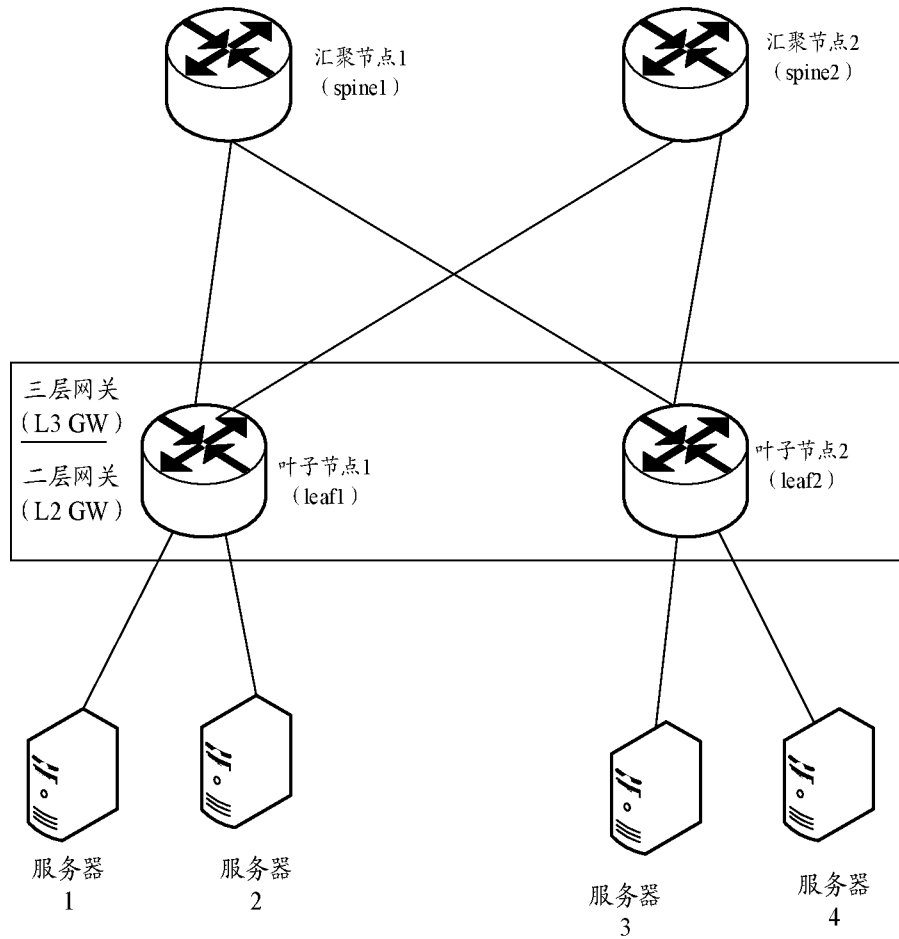 汇聚节点1
（spine1）
汇聚节点2
（spine2）
三层网关
（L3 GW）
二层网关
（L2 GW）
叶子节点1
（leaf1）
叶子节点2
（leaf2）
服务器
1
服务器
2
服务器
3
服务器
4